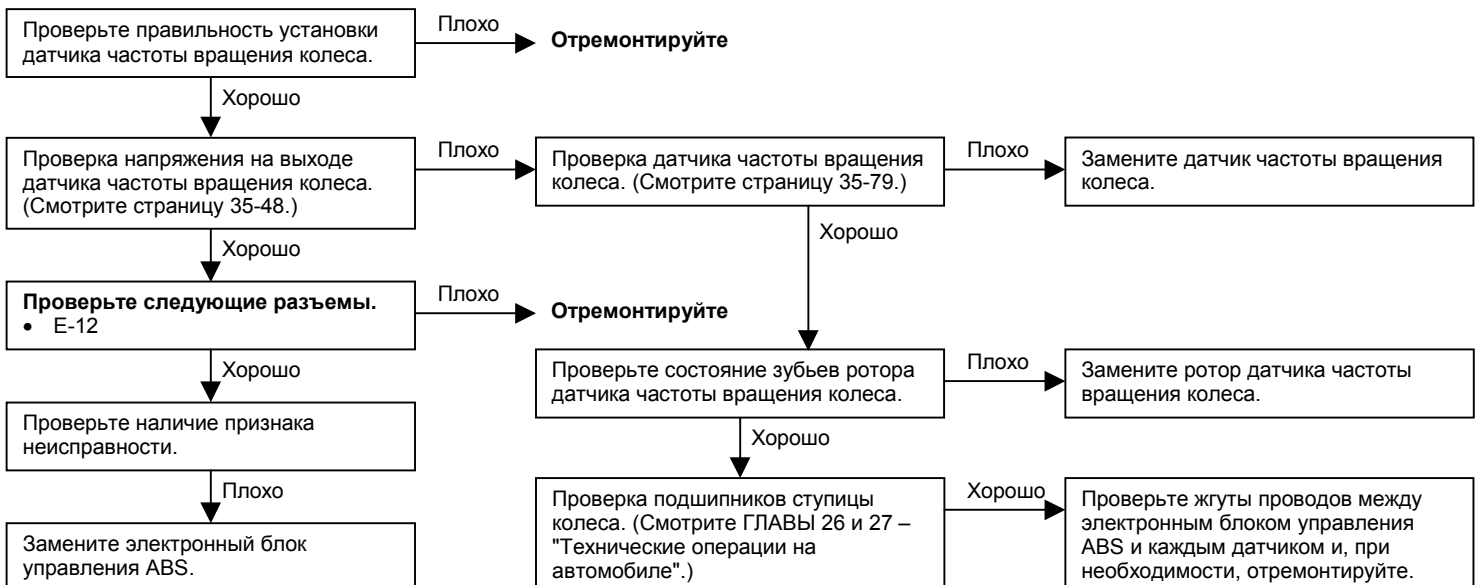 Проверьте правильность установки
датчика частоты вращения колеса.
Плохо
Отремонтируйте
Хорошо
Проверка напряжения на выходе
датчика частоты вращения колеса.
(Смотрите страницу 35-48.)
Плохо
Проверка датчика частоты вращения
колеса. (Смотрите страницу 35-79.)
Плохо
Замените датчик частоты вращения
колеса.
Хорошо
Хорошо
Проверьте следующие разъемы.
• E-12
Плохо
Отремонтируйте
Хорошо
Проверьте состояние зубьев ротора
датчика частоты вращения колеса.
Плохо
Замените ротор датчика частоты
вращения колеса.
Проверьте наличие признака
неисправности.
Хорошо
Плохо
Замените электронный блок
управления ABS.
Проверка подшипников ступицы
колеса. (Смотрите ГЛАВЫ 26 и 27 –
"Технические операции на
автомобиле".)
Хорошо
Проверьте жгуты проводов между
электронным блоком управления
ABS и каждым датчиком и, при
необходимости, отремонтируйте.